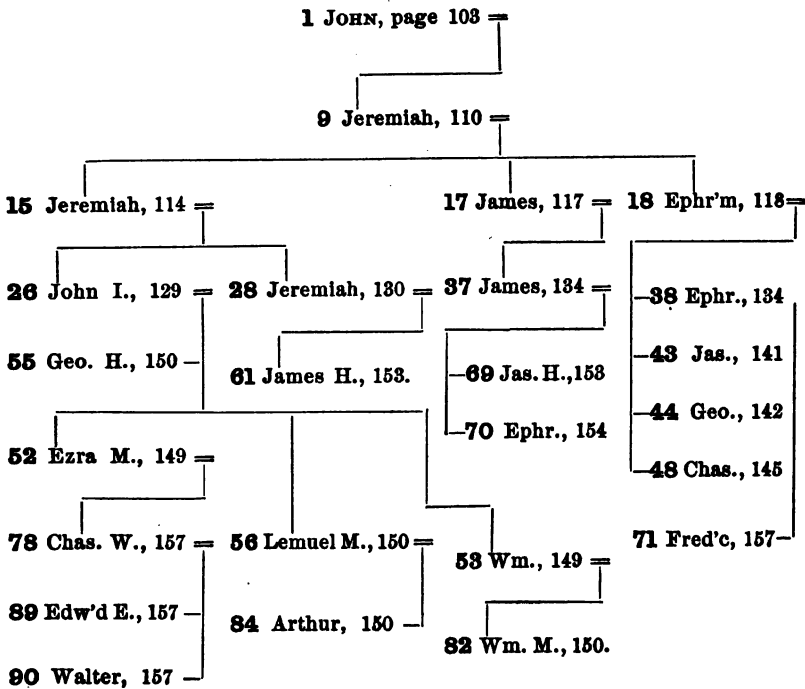 1 JOHN, page 103 =
9 Jeremiah, 110 =
15 Jeremiah, 114 = 17 James, 117 = 18 Ephr'm, 118=
26 John I., 129 = 28 Jeremiah, 130 = 37 James, 134 = 38 Ephr., 134
55 Geo. H., 150 61 James H., 153. 69 Jas. H., 153 43 Jas., 141
70 Ephr., 154 44 Geo., 142
52 Ezra M., 149 = 48 Chas., 145
78 Chas. W., 157 = 56 Lemuel M., 150 = 53 Wm., 149 = 71 Fred'c, 157
89 Edw'd E., 157 84 Arthur, 150 82 Wm. M., 150.
90 Walter, 157